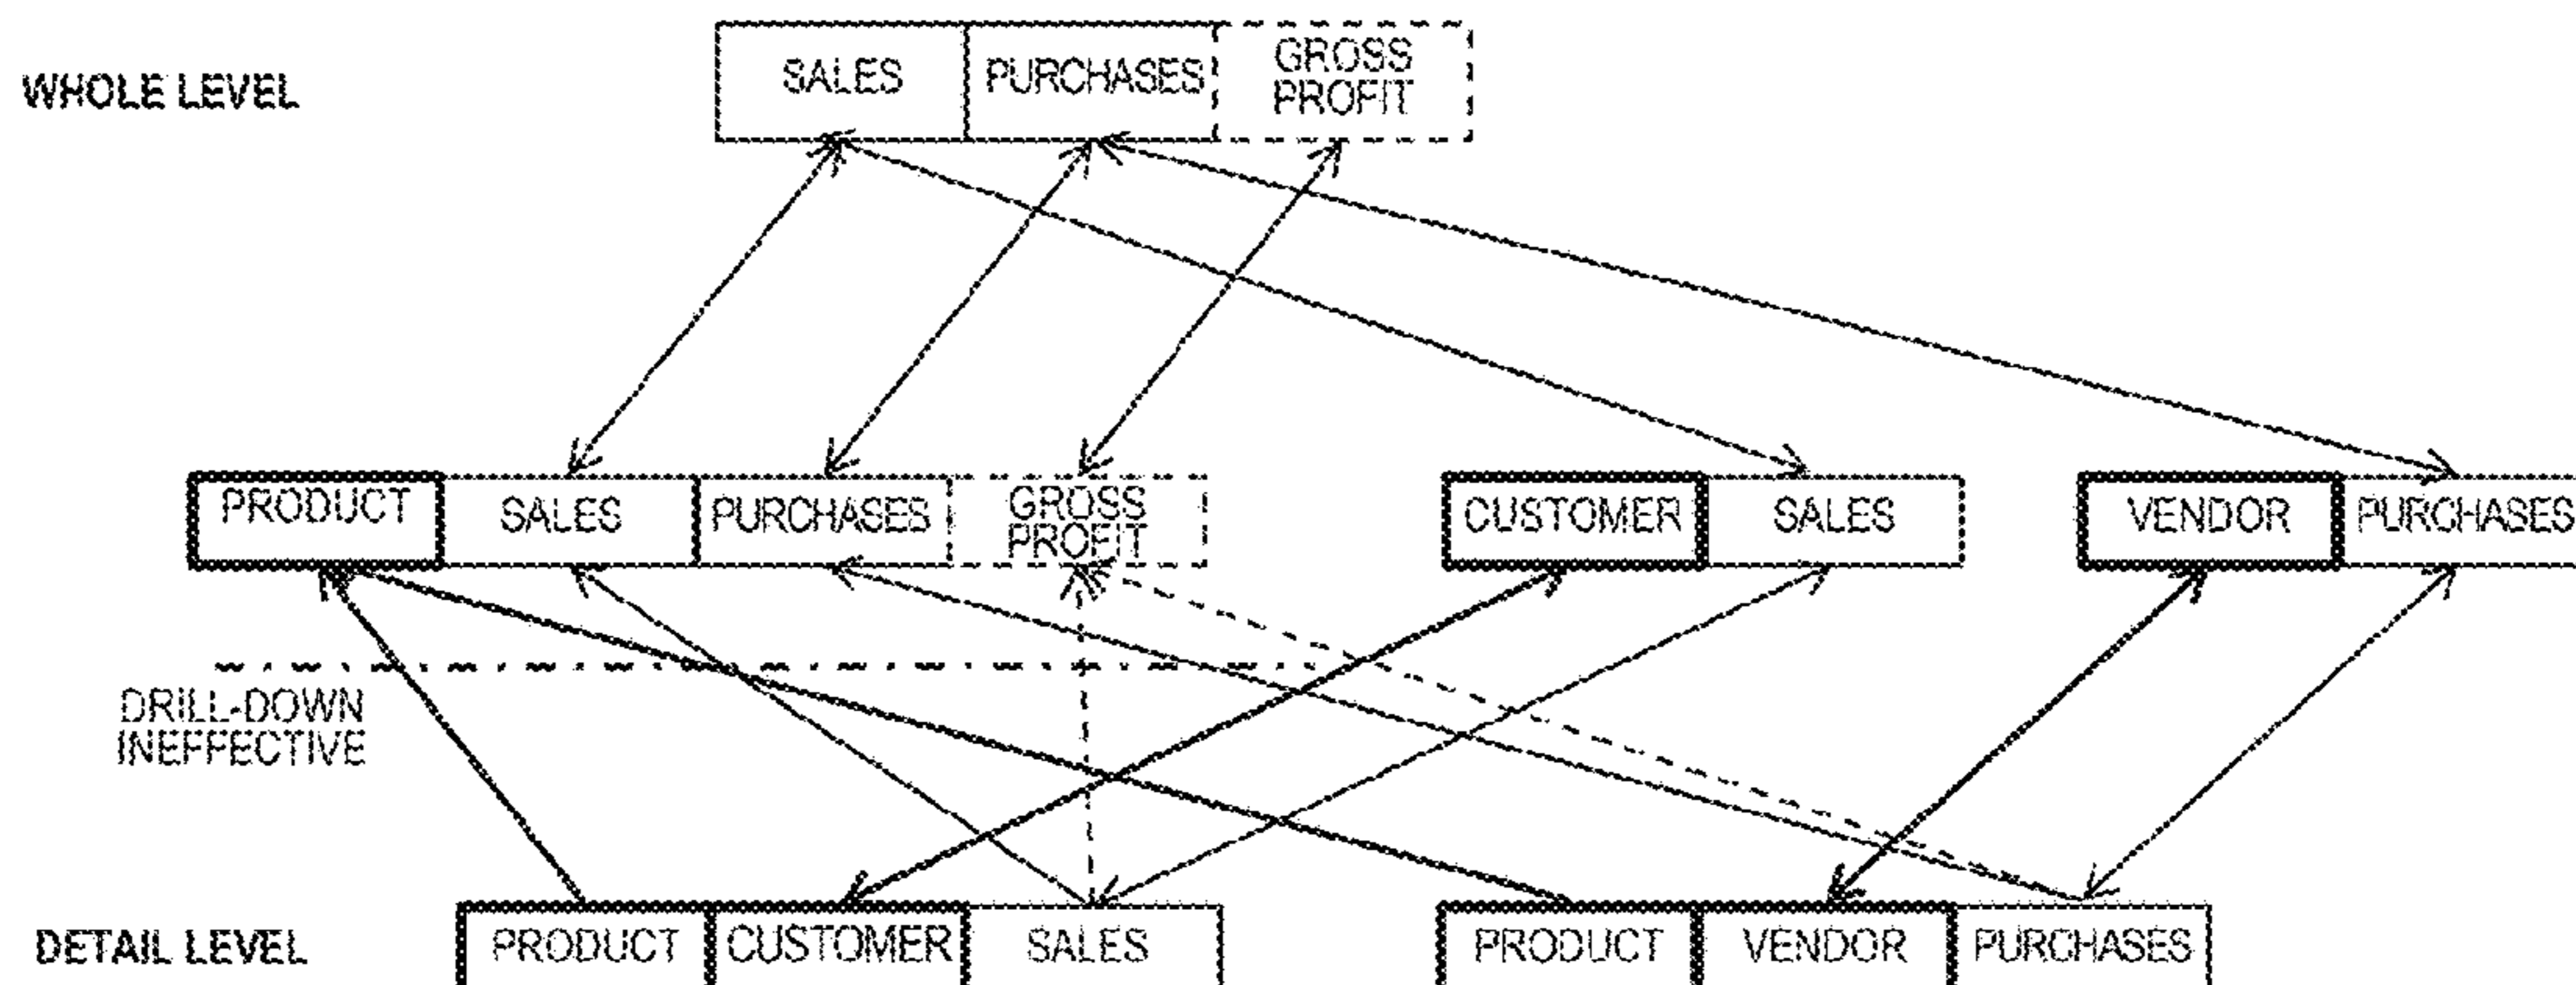 WHOLE LEVEL
SALES
PURCHASES
GROSS
PROFIT
PRODUCT
SALES
PURCHASES
GROSS
PROFIT
CUSTOMER
SALES
VENDOR
PURCHASES
DRILL-DOWN
INEFFECTIVE
DETAIL LEVEL
PRODUCT
CUSTOMER
SALES
PRODUCT
VENDOR
PURCHASES